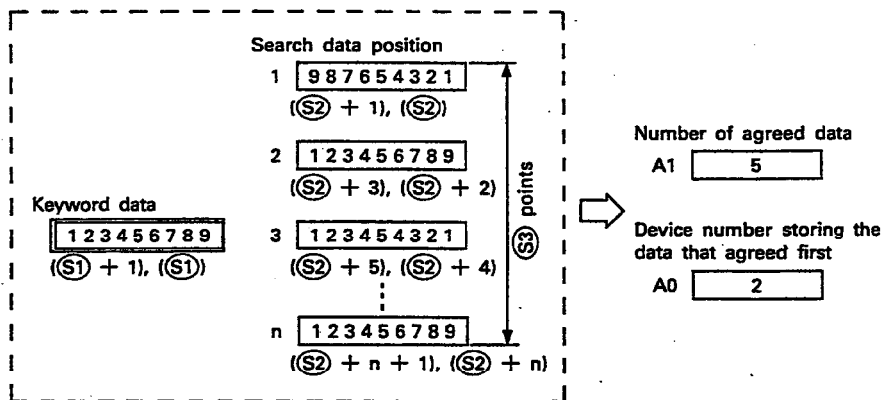 Search data position
1 987654321
((S2) + 1), ((S2))
2 123456789
((S2) + 3), ((S2) + 2)
Keyword data
123456789
((S1) + 1), ((S1))
3 123454321
((S2) + 5), ((S2) + 4)
n 123456789
((S2) + n + 1), ((S2) + n)
(S3) points
Number of agreed data
A1 5
Device number storing the
data that agreed first
A0 2